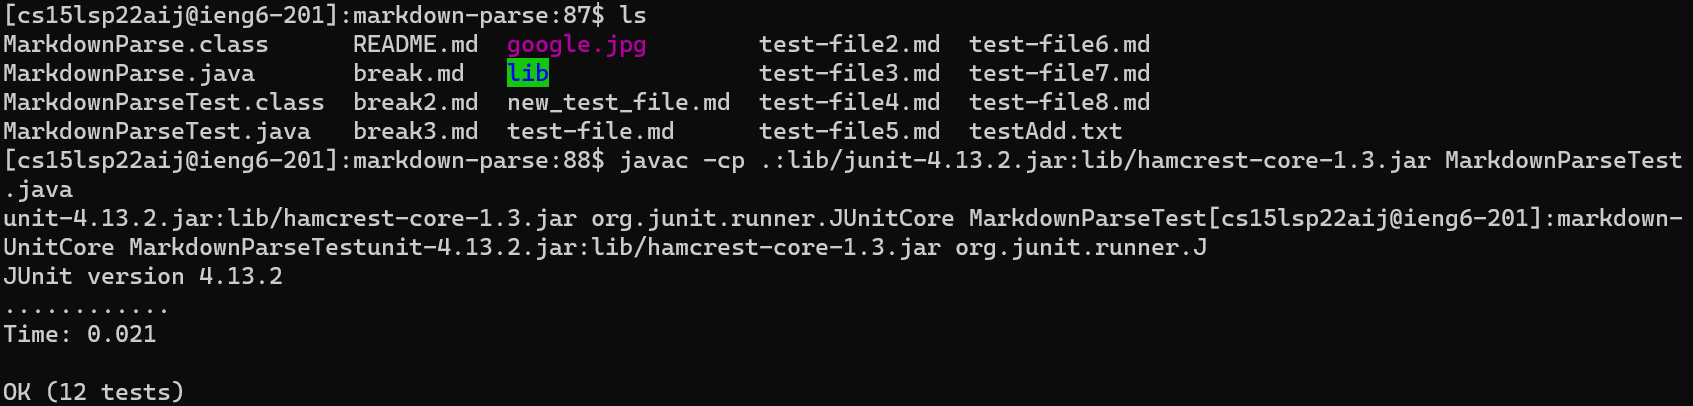 [cs15lsp22aij@ieng6-201]:markdown-parse:87$ ls
MarkdownParse.class      README.md  google.jpg        test-file2.md  test-file6.md
MarkdownParse.java       break.md   lib               test-file3.md  test-file7.md
MarkdownParseTest.class  break2.md  new_test_file.md  test-file4.md  test-file8.md
MarkdownParseTest.java   break3.md  test-file.md      test-file5.md  testAdd.txt
[cs15lsp22aij@ieng6-201]:markdown-parse:88$ javac -cp .:lib/junit-4.13.2.jar:lib/hamcrest-core-1.3.jar MarkdownParseTest
.java
unit-4.13.2.jar:lib/hamcrest-core-1.3.jar org.junit.runner.JUnitCore MarkdownParseTest[cs15lsp22aij@ieng6-201]:markdown-
UnitCore MarkdownParseTestunit-4.13.2.jar:lib/hamcrest-core-1.3.jar org.junit.runner.J
JUnit version 4.13.2
............
Time: 0.021
OK (12 tests)